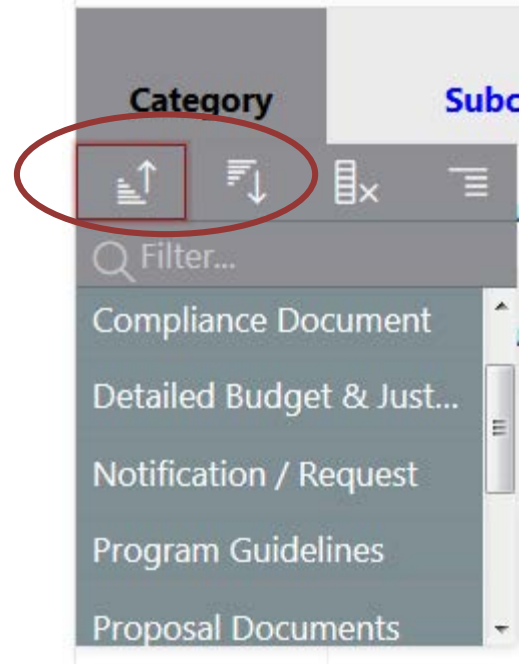 Category Subc
Filter...
Compliance Document
Detailed Budget & Just...
Notification / Request
Program Guidelines
Proposal Documents